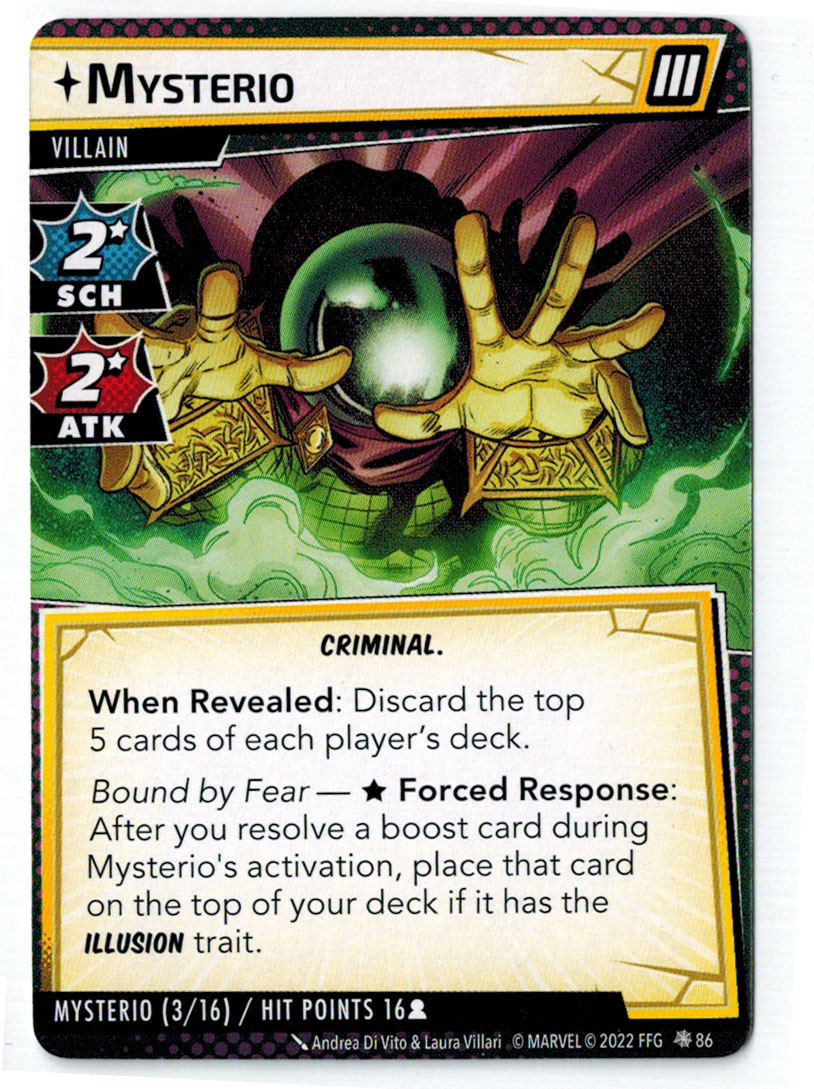 MYSTERIO
III
VILLAIN
2
SCH
2
ATK
CRIMINAL.
When Revealed: Discard the top
5 cards of each player's deck.
Bound by Fear — ★ Forced Response:
After you resolve a boost card during
Mysterio's activation, place that card
on the top of your deck if it has the
ILLUSION trait.
MYSTERIO (3/16) / HIT POINTS 16
Andrea Di Vito & Laura Villari © MARVEL © 2022 FFG 86